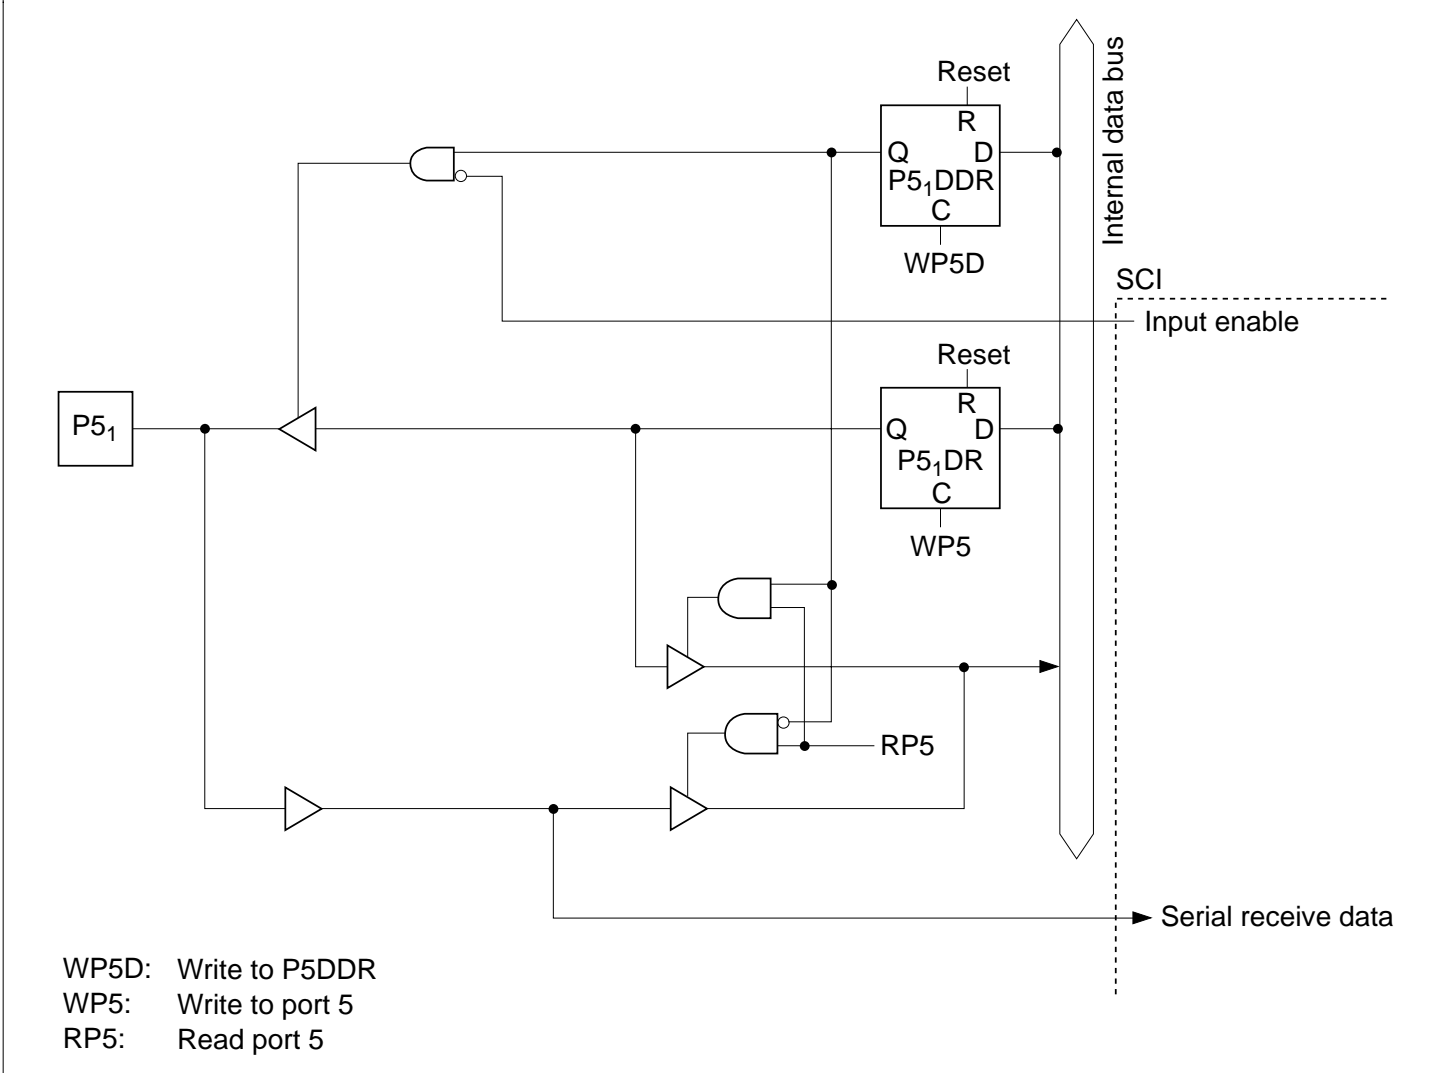 Reset
R
Q D
P5₁DDR
C
WP5D
Internal data bus
SCI
Input enable
Reset
R
P5₁
Q D
P5₁DR
C
WP5
RP5
Serial receive data
WP5D: Write to P5DDR
WP5: Write to port 5
RP5: Read port 5